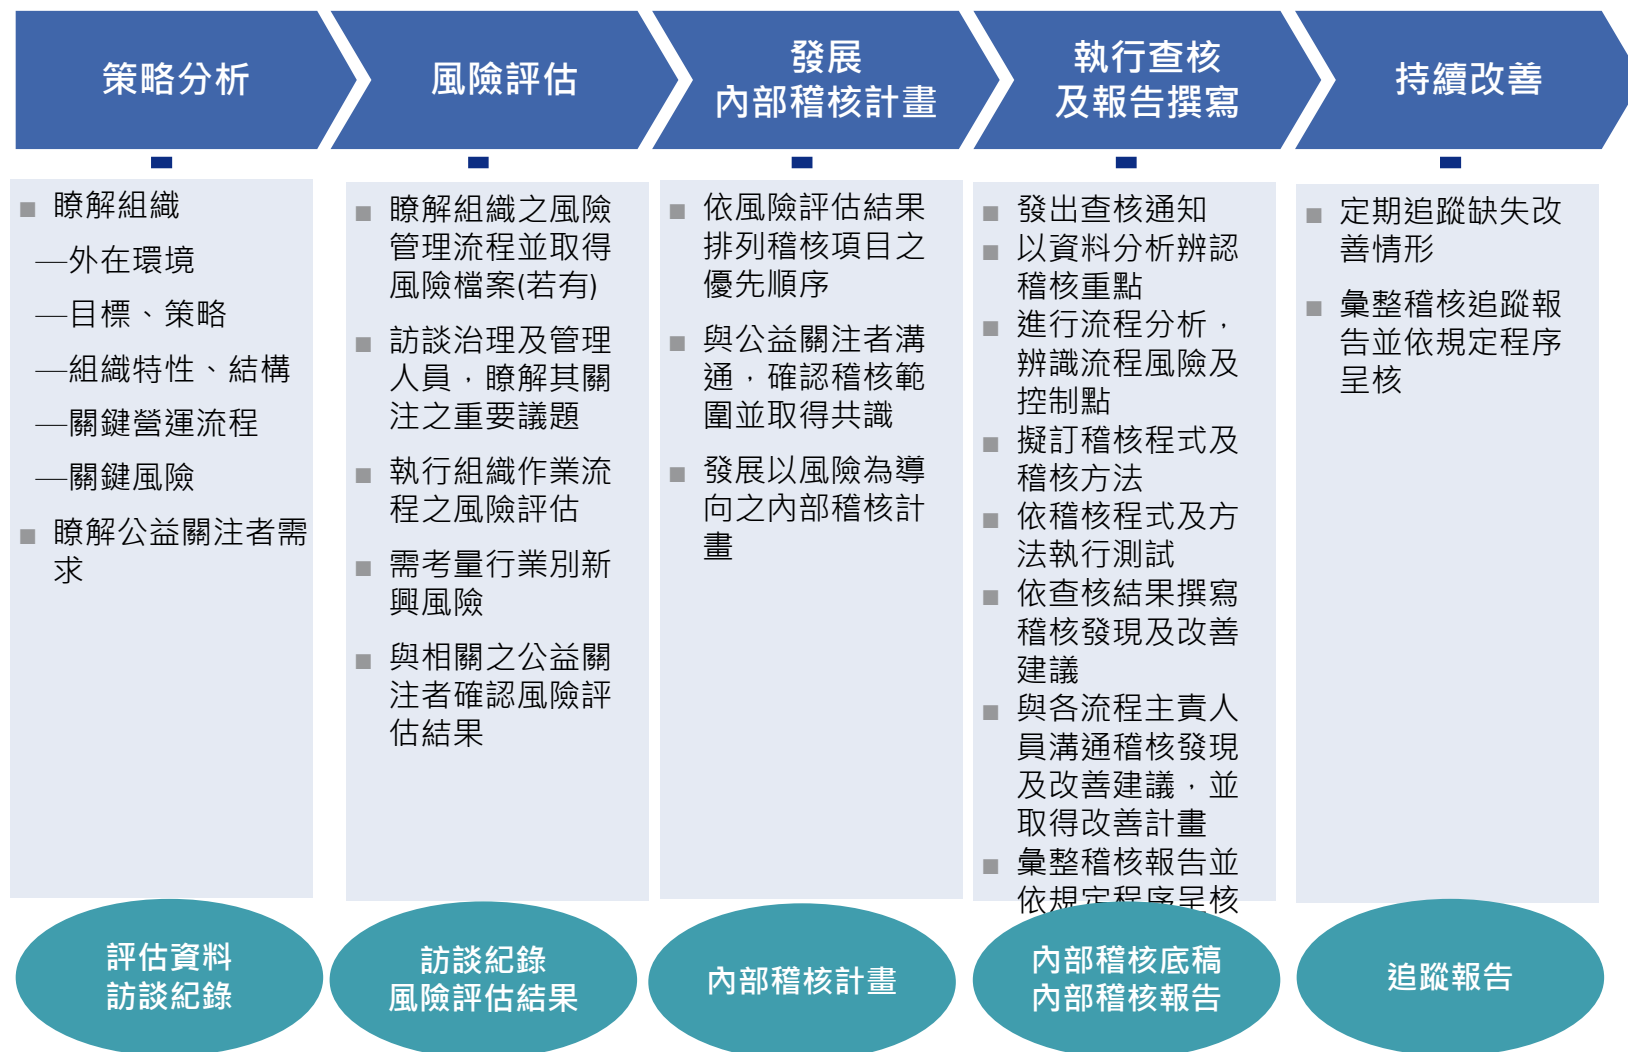 策略分析
風險評估
發展
內部稽核計畫
執行查核
及報告撰寫
持續改善
■ 瞭解組織
—外在環境
—目標、策略
—組織特性、結構
—關鍵營運流程
—關鍵風險
■ 瞭解公益關注者需
求
■ 瞭解組織之風險
管理流程並取得
風險檔案(若有)
■ 訪談治理及管理
人員，瞭解其關
注之重要議題
■ 執行組織作業流
程之風險評估
■ 需考量行業別新
興風險
■ 與相關之公益關
注者確認風險評
估結果
■ 依風險評估結果
排列稽核項目之
優先順序
■ 與公益關注者溝
通，確認稽核範
圍並取得共識
■ 發展以風險為導
向之內部稽核計
畫
■ 發出查核通知
■ 以資料分析辨認
稽核重點
■ 進行流程分析，
辨識流程風險及
控制點
■ 擬訂稽核程式及
稽核方法
■ 依稽核程式及方
法執行測試
■ 依查核結果撰寫
稽核發現及改善
建議
■ 與各流程主責人
員溝通稽核發現
及改善建議，並
取得改善計畫
■ 彙整稽核報告並
依規定程序呈核
■ 定期追蹤缺失改
善情形
■ 彙整稽核追蹤報
告並依規定程序
呈核
評估資料
訪談紀錄
訪談紀錄
風險評估結果
內部稽核計畫
內部稽核底稿
內部稽核報告
追蹤報告